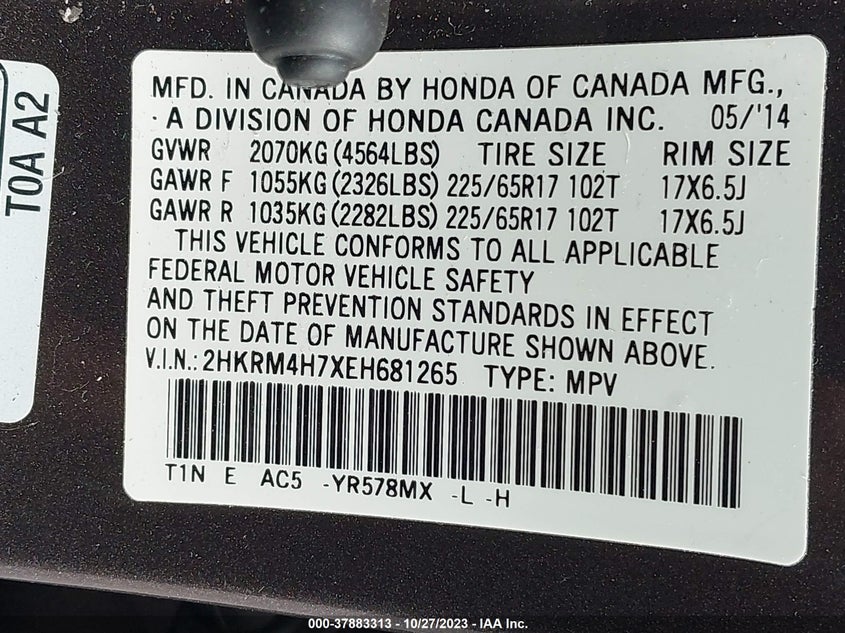 MFD. IN CANADA BY HONDA OF CANADA MFG.,
A DIVISION OF HONDA CANADA INC. 05/'14
GVWR 2070KG (4564LBS) TIRE SIZE RIM SIZE
GAWR F 1055KG (2326LBS) 225/65R17 102T 17X6.5J
GAWR R 1035KG (2282LBS) 225/65R17 102T 17X6.5J
THIS VEHICLE CONFORMS TO ALL APPLICABLE
FEDERAL MOTOR VEHICLE SAFETY
AND THEFT PREVENTION STANDARDS IN EFFECT
ON THE DATE OF MANUFACTURE SHOWN ABOVE.
V.I.N.: 2HKRM4H7XEH681265 TYPE: MPV
T1N E AC5 -YR578MX -L -H
TOA A2
000-37883313 - 10/27/2023 - IAA Inc.